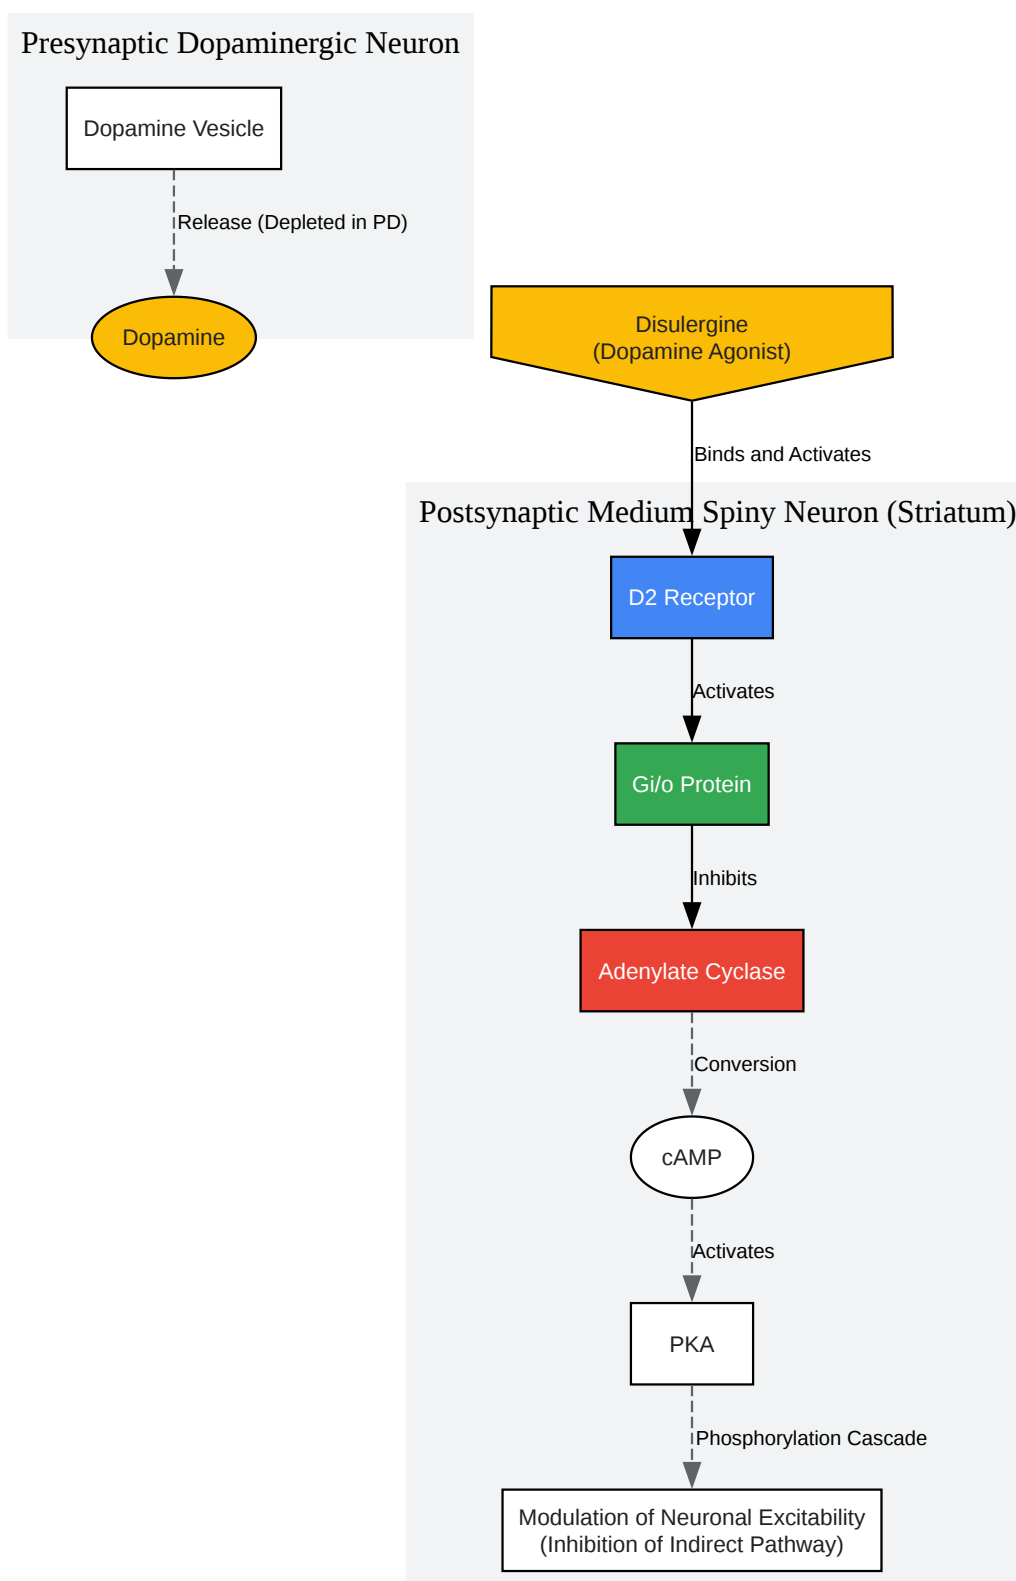 Presynaptic Dopaminergic Neuron
Dopamine Vesicle
Release (Depleted in PD)
Dopamine
Disulergine
(Dopamine Agonist)
Binds and Activates
Postsynaptic Medium Spiny Neuron (Striatum)
D2 Receptor
Activates
Gi/o Protein
Inhibits
Adenylate Cyclase
Conversion
cAMP
Activates
PKA
Phosphorylation Cascade
Modulation of Neuronal Excitability
(Inhibition of Indirect Pathway)